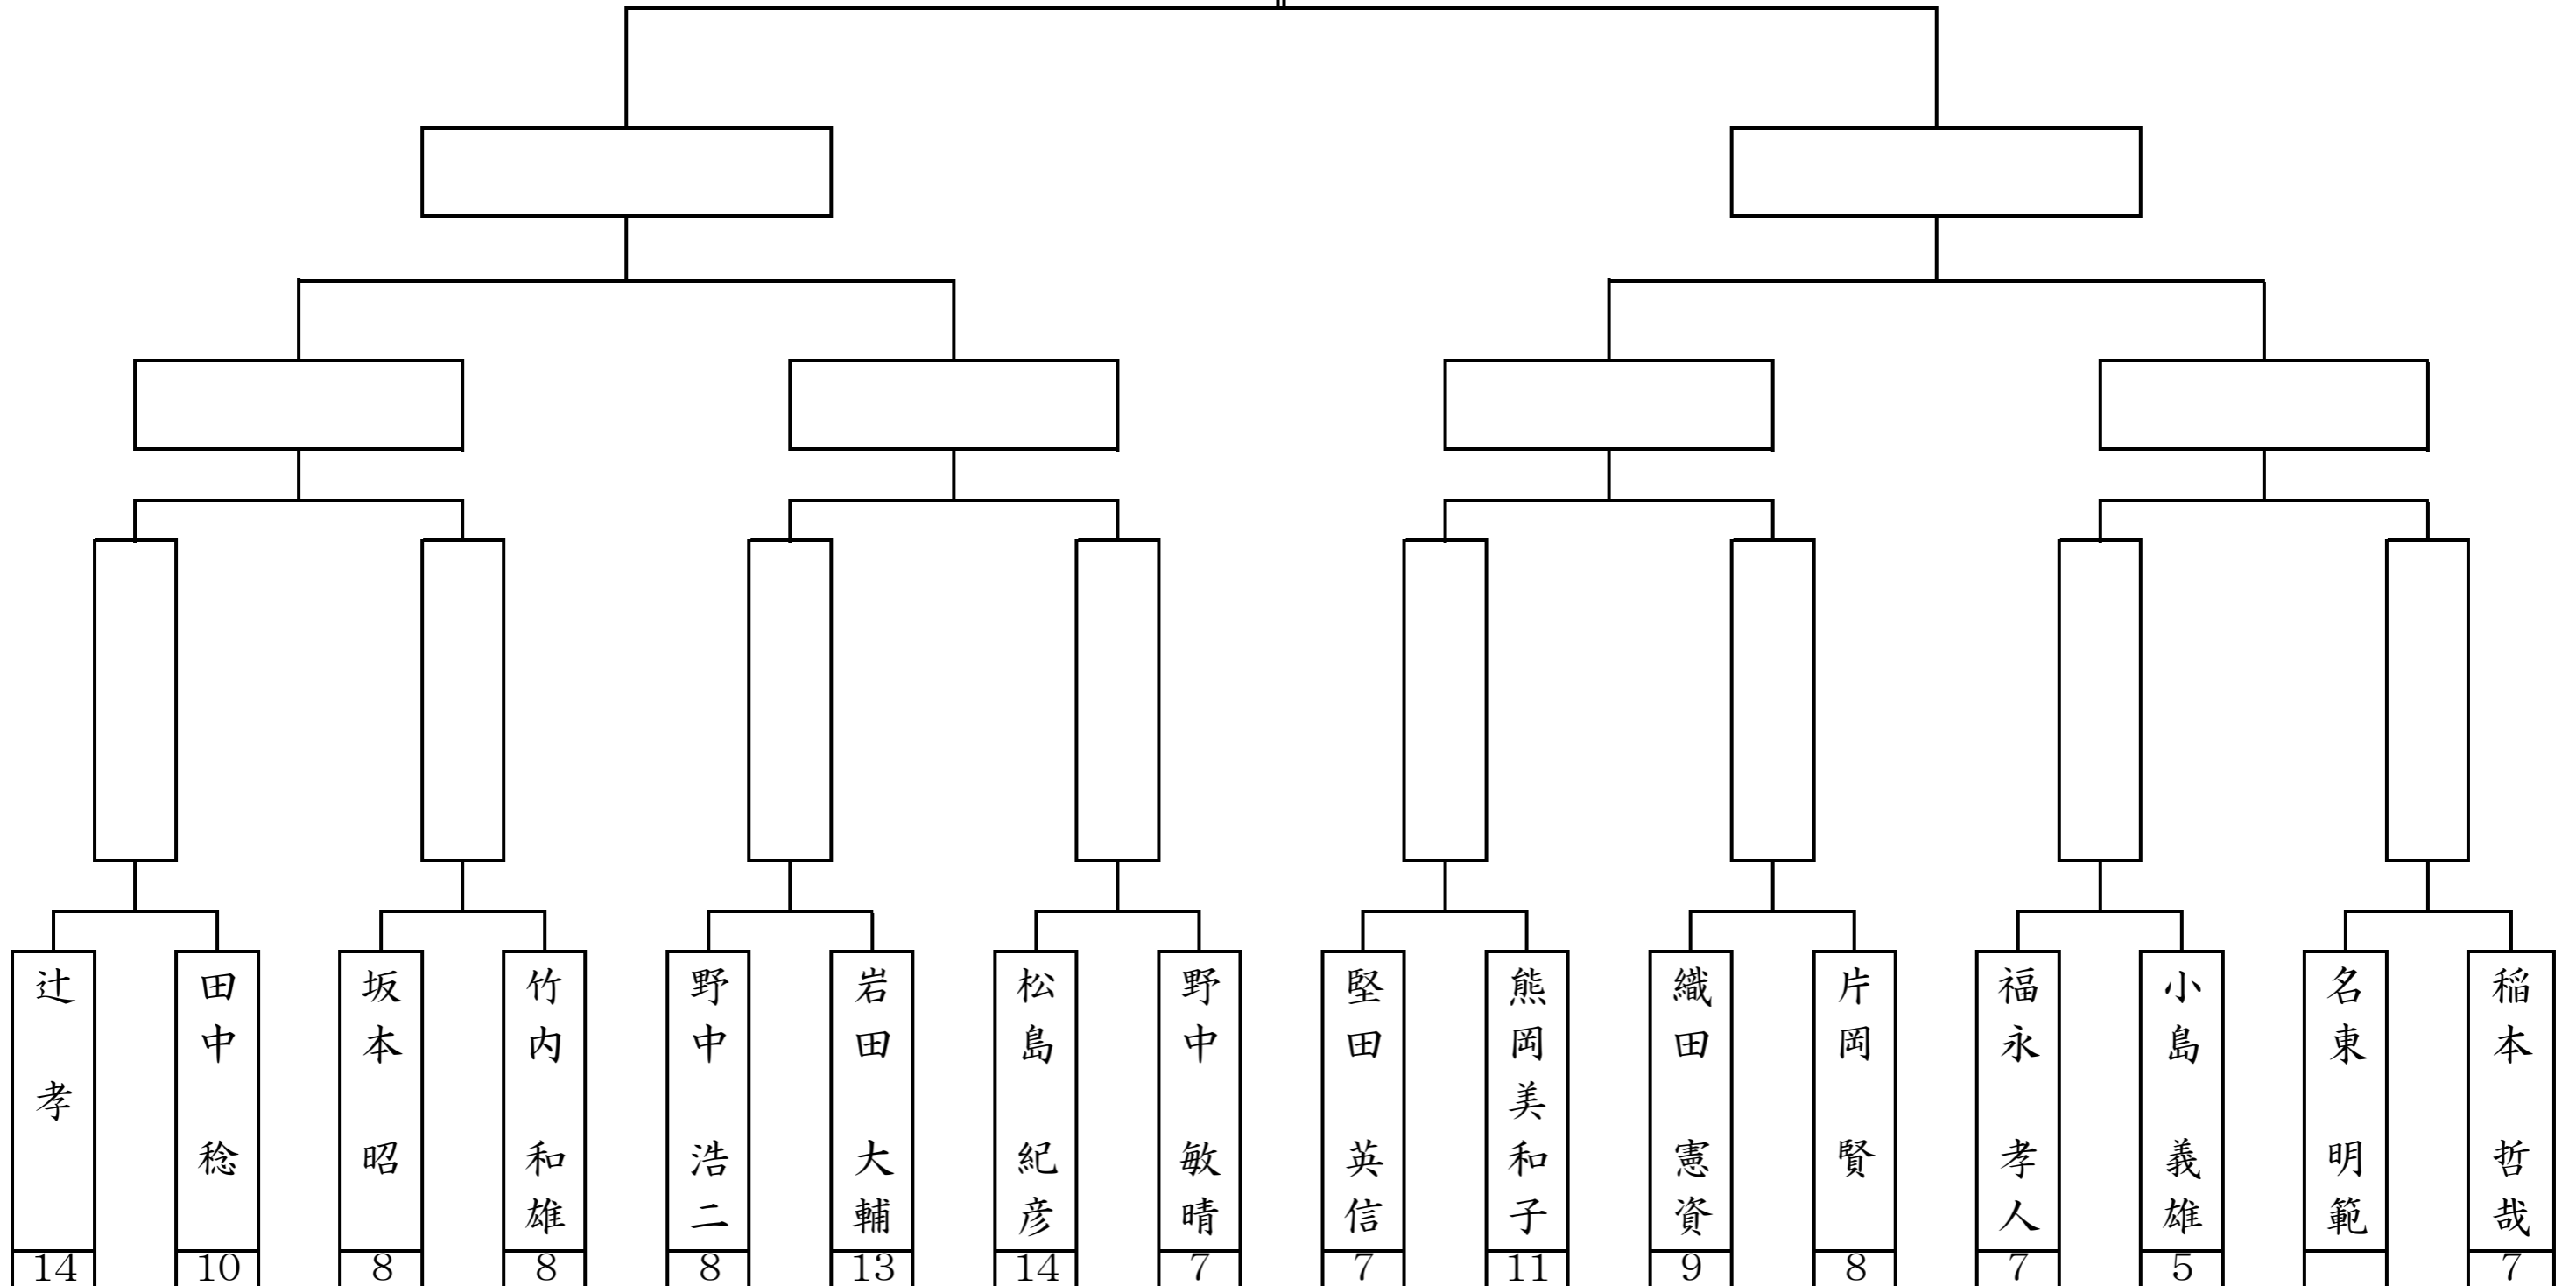 辻 孝
14
田中 稔
10
坂本 昭
8
竹内 和雄
8
野中 浩二
8
岩田 大輔
13
松島 紀彦
14
野中 敏晴
7
堅田 英信
7
熊岡美和子
11
織田 憲資
9
片岡 賢
8
福永 孝人
7
小島 義雄
5
名東 明範
稲本 哲哉
7